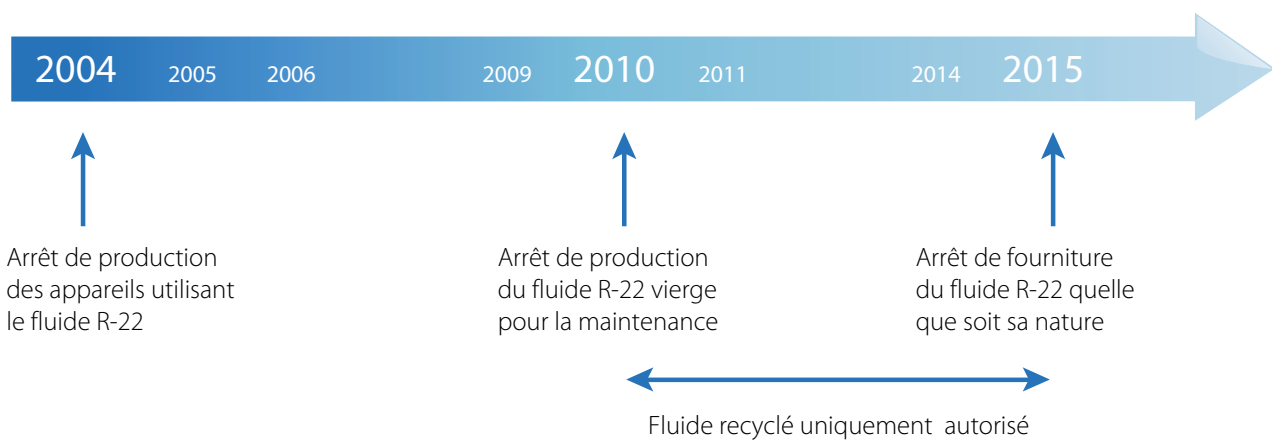 2004 2005 2006 2009 2010 2011 2014 2015
Arrêt de production
des appareils utilisant
le fluide R-22
Arrêt de production
du fluide R-22 vierge
pour la maintenance
Arrêt de fourniture
du fluide R-22 quelle
que soit sa nature
Fluide recyclé uniquement autorisé